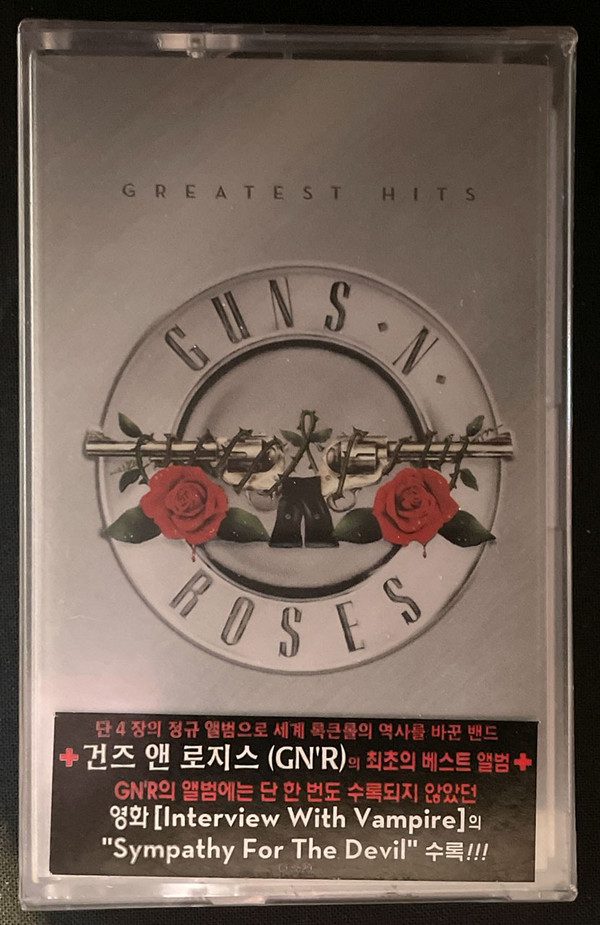 GREATEST HITS
GUNS·N·
ROSES
단 4 장의 정규 앨범으로 세계 록큰롤의 역사를 바꾼 밴드
건즈 앤 로지스 (GN'R)의 최초의 베스트 앨범
GN'R의 앨범에는 단 한 번도 수록되지 않았던
영화 [Interview With Vampire]의
"Sympathy For The Devil" 수록!!!